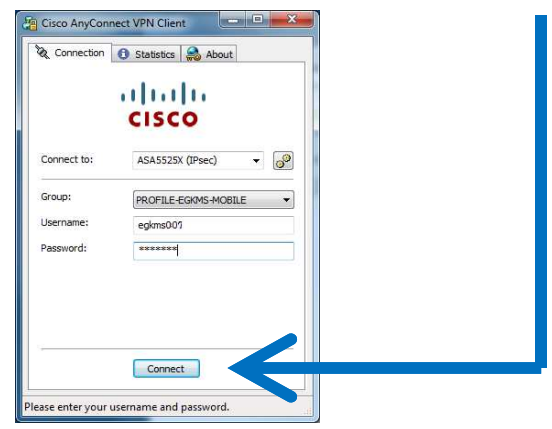 Cisco AnyConnect VPN Client
Connection Statistics About
CISCO
Connect to: ASA5525X (IPsec)
Group: PROFILE-EGKMS-MOBILE
Username: egkms001
Password: *******
Connect
Please enter your username and password.